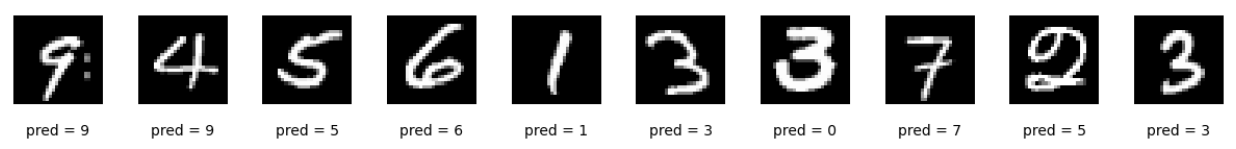 9: 4 5 6 1 3 3 7 2 3
pred = 9 pred = 9 pred = 5 pred = 6 pred = 1 pred = 3 pred = 0 pred = 7 pred = 5 pred = 3